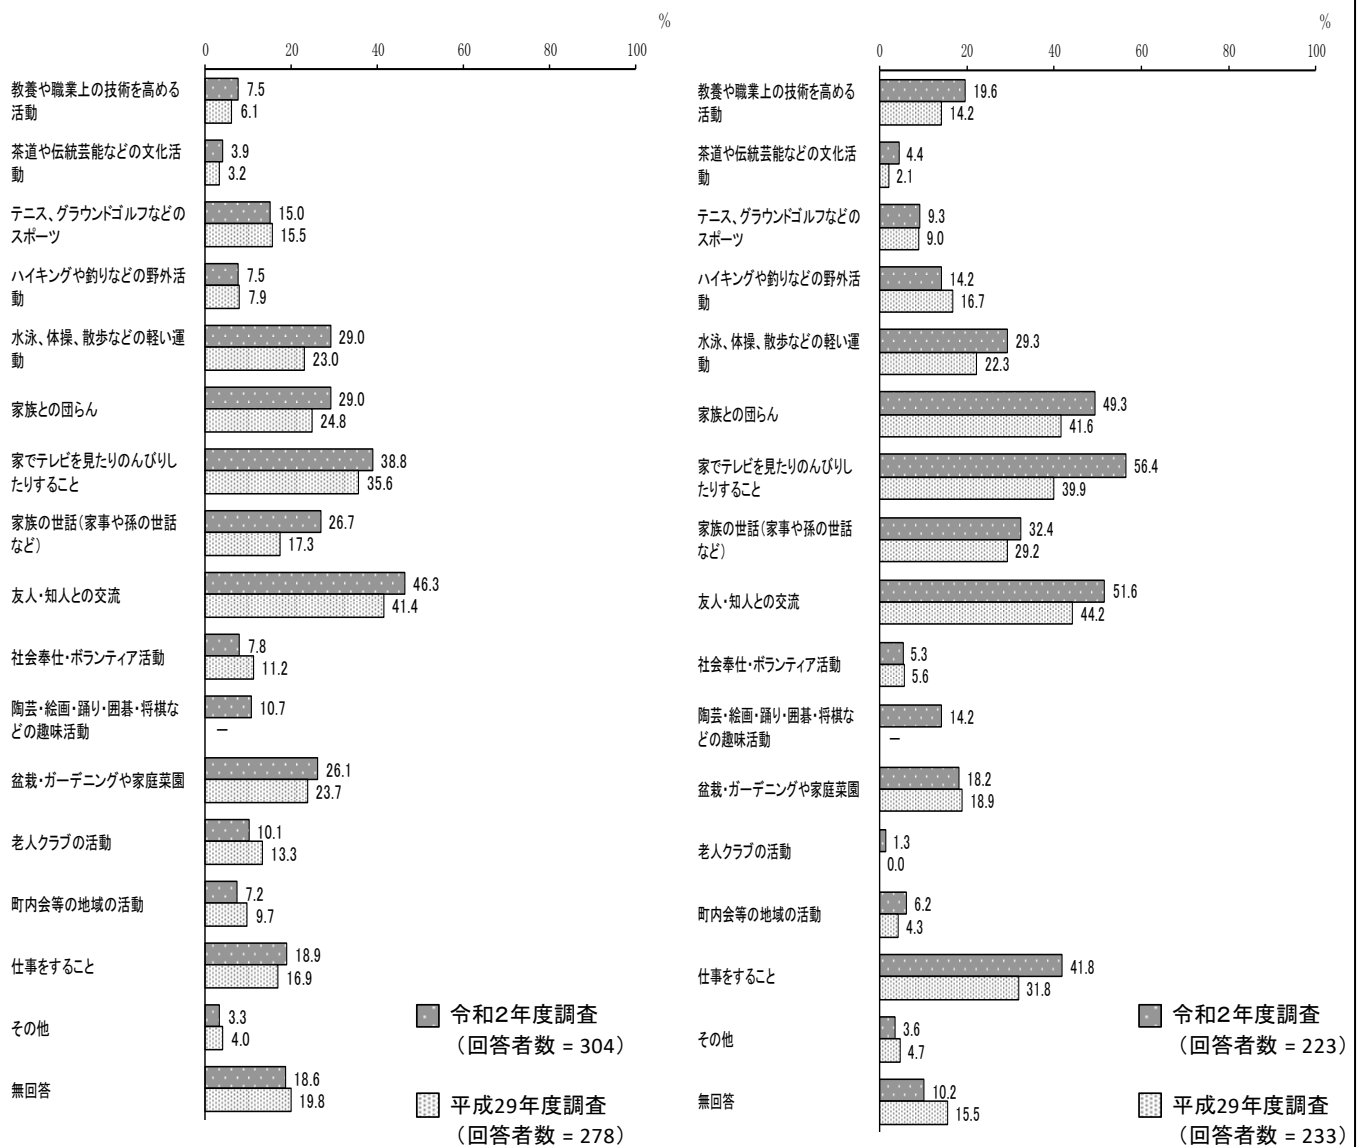 %
0 20 40 60 80 100
教養や職業上の技術を高める
活動
7.5
6.1
茶道や伝統芸能などの文化活
動
3.9
3.2
テニス、グラウンドゴルフなどの
スポーツ
15.0
15.5
ハイキングや釣りなどの野外活
動
7.5
7.9
水泳、体操、散歩などの軽い運
動
29.0
23.0
家族との団らん
29.0
24.8
家でテレビを見たりのんびりし
たりすること
38.8
35.6
家族の世話(家事や孫の世話
など)
26.7
17.3
友人・知人との交流
46.3
41.4
社会奉仕・ボランティア活動
7.8
11.2
陶芸・絵画・踊り・囲碁・将棋な
どの趣味活動
10.7
－
盆栽・ガーデニングや家庭菜園
26.1
23.7
老人クラブの活動
10.1
13.3
町内会等の地域の活動
7.2
9.7
仕事をすること
18.9
16.9
その他
3.3
4.0
無回答
18.6
19.8
令和2年度調査
(回答者数 = 304)
平成29年度調査
(回答者数 = 278)
%
0 20 40 60 80 100
教養や職業上の技術を高める
活動
19.6
14.2
茶道や伝統芸能などの文化活
動
4.4
2.1
テニス、グラウンドゴルフなどの
スポーツ
9.3
9.0
ハイキングや釣りなどの野外活
動
14.2
16.7
水泳、体操、散歩などの軽い運
動
29.3
22.3
家族との団らん
49.3
41.6
家でテレビを見たりのんびりし
たりすること
56.4
39.9
家族の世話(家事や孫の世話
など)
32.4
29.2
友人・知人との交流
51.6
44.2
社会奉仕・ボランティア活動
5.3
5.6
陶芸・絵画・踊り・囲碁・将棋な
どの趣味活動
14.2
－
盆栽・ガーデニングや家庭菜園
18.2
18.9
老人クラブの活動
1.3
0.0
町内会等の地域の活動
6.2
4.3
仕事をすること
41.8
31.8
その他
3.6
4.7
無回答
10.2
15.5
令和2年度調査
(回答者数 = 223)
平成29年度調査
(回答者数 = 233)